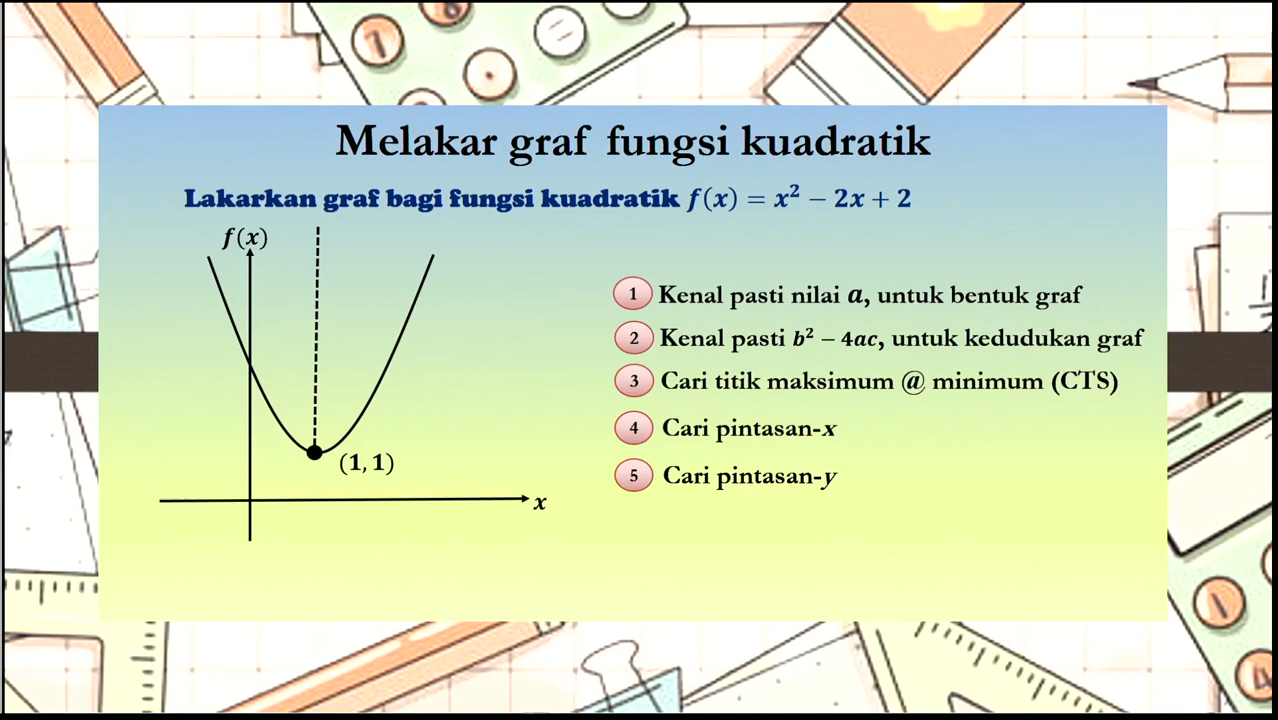 Melakar graf fungsi kuadratik
Lakarkan graf bagi fungsi kuadratik f(x) = x² − 2x + 2
f(x)
(1, 1)
x
1 Kenal pasti nilai a, untuk bentuk graf
2 Kenal pasti b² − 4ac, untuk kedudukan graf
3 Cari titik maksimum @ minimum (CTS)
4 Cari pintasan-x
5 Cari pintasan-y